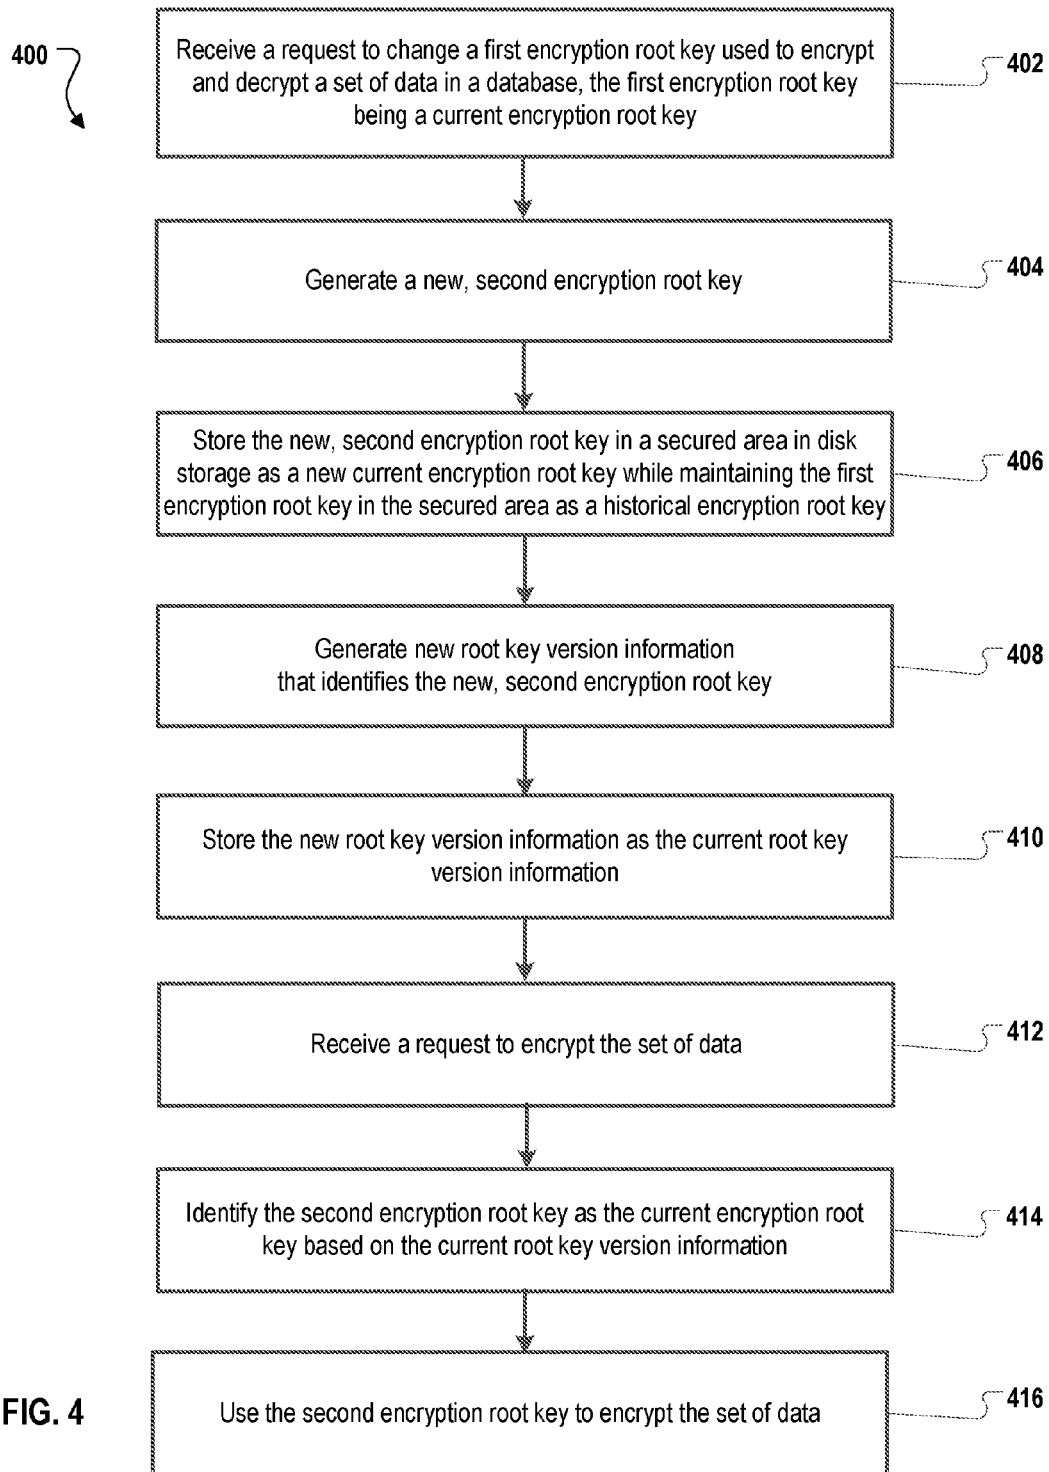 400
Receive a request to change a first encryption root key used to encrypt
and decrypt a set of data in a database, the first encryption root key
being a current encryption root key
402
Generate a new, second encryption root key
404
Store the new, second encryption root key in a secured area in disk
storage as a new current encryption root key while maintaining the first
encryption root key in the secured area as a historical encryption root key
406
Generate new root key version information
that identifies the new, second encryption root key
408
Store the new root key version information as the current root key
version information
410
Receive a request to encrypt the set of data
412
Identify the second encryption root key as the current encryption root
key based on the current root key version information
414
Use the second encryption root key to encrypt the set of data
416
FIG. 4